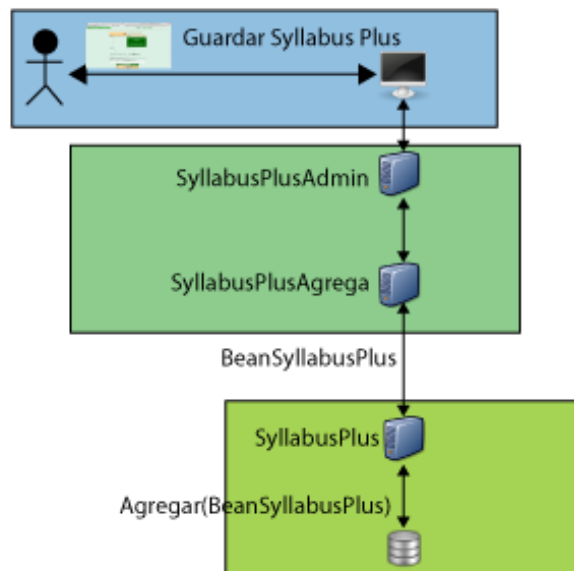 Guardar Syllabus Plus
SyllabusPlusAdmin
SyllabusPlusAgrega
BeanSyllabusPlus
SyllabusPlus
Agregar(BeanSyllabusPlus)